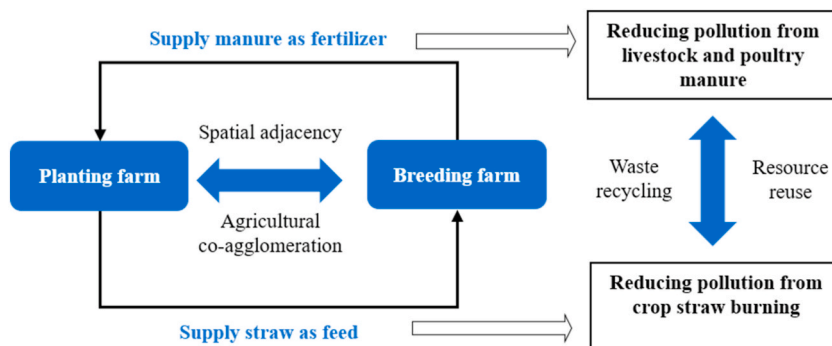 Supply manure as fertilizer
Reducing pollution from
livestock and poultry
manure
Spatial adjacency
Planting farm
Breeding farm
Agricultural
co-agglomeration
Waste
recycling
Resource
reuse
Reducing pollution from
crop straw burning
Supply straw as feed